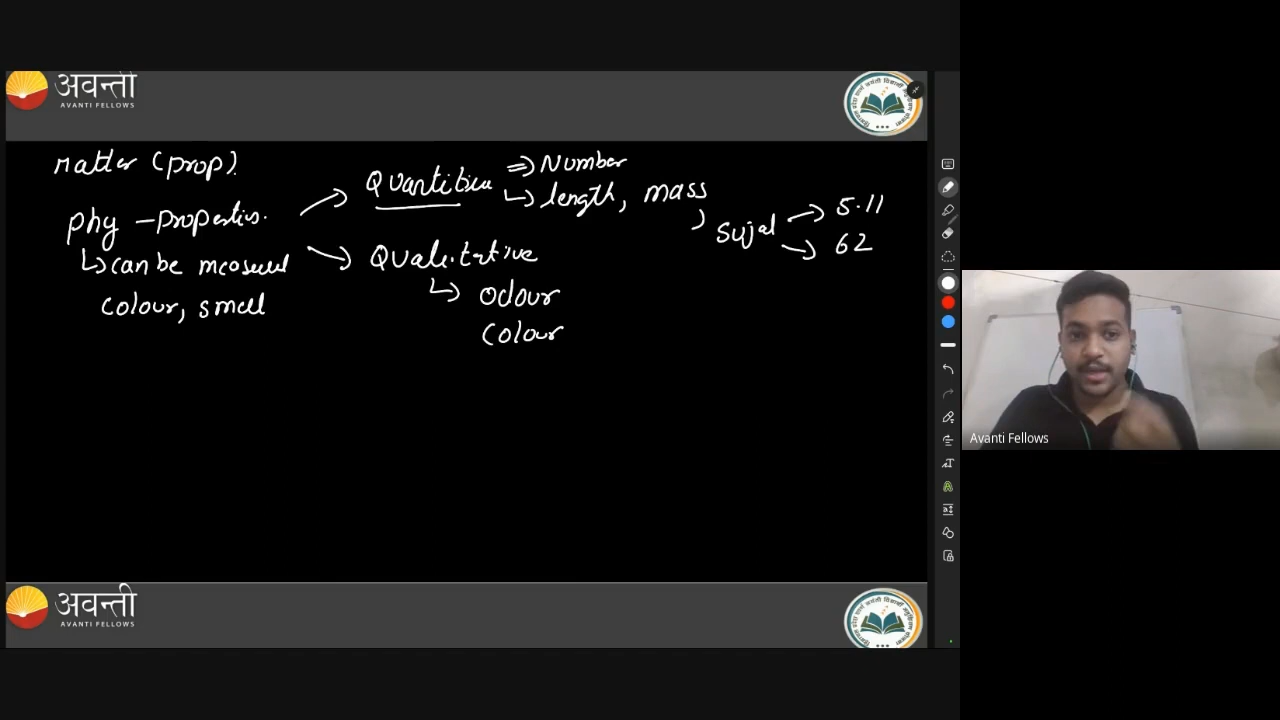 अवन्ती
AVANTI FELLOWS
Matter (prop).
phy - properties.
can be measured
colour, smell
Quantitive
⇒ Number
length, mass
Sujal
5.11
62
Qualitative
Odour
Colour
Avanti Fellows
अवन्ती
AVANTI FELLOWS